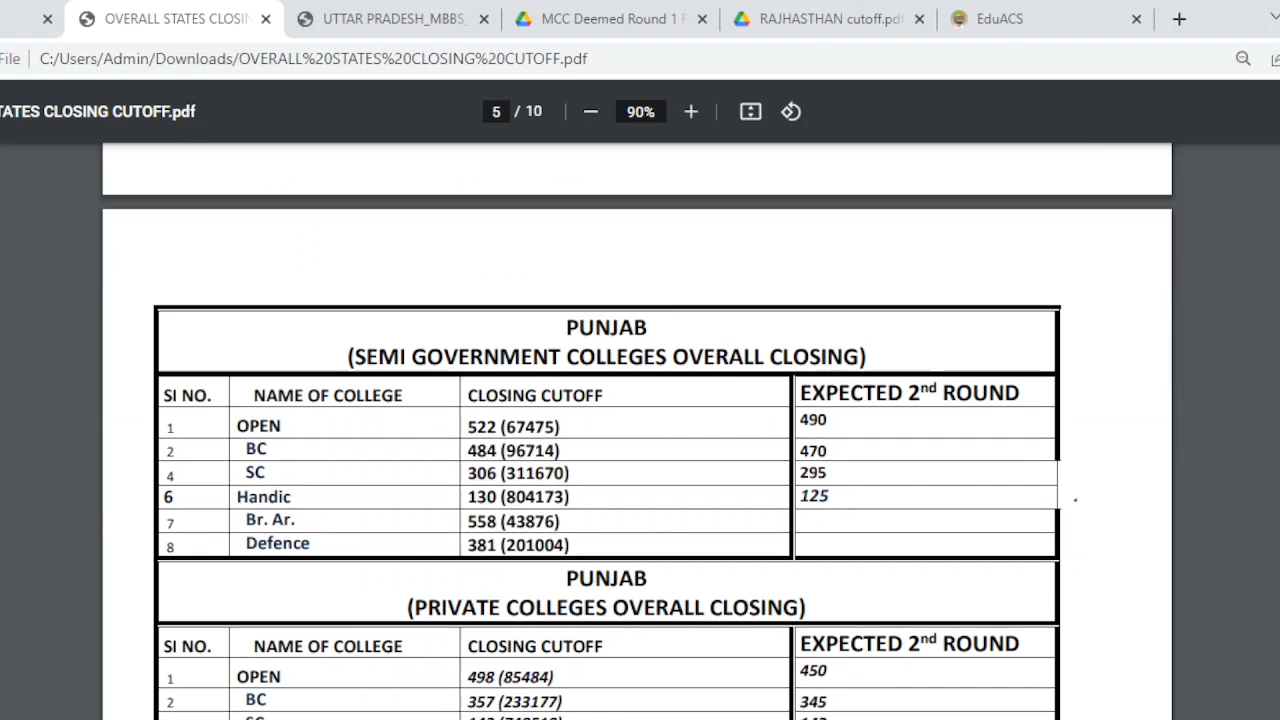 OVERALL STATES CLOSIN
UTTAR PRADESH_MBBS_
MCC Deemed Round 1 R
RAJHASTHAN cutoff.pdf
EduACS
File C:/Users/Admin/Downloads/OVERALL%20STATES%20CLOSING%20CUTOFF.pdf
TATES CLOSING CUTOFF.pdf 5 / 10 90%
PUNJAB
(SEMI GOVERNMENT COLLEGES OVERALL CLOSING)
SI NO. NAME OF COLLEGE CLOSING CUTOFF EXPECTED 2nd ROUND
1 OPEN 522 (67475) 490
2 BC 484 (96714) 470
4 SC 306 (311670) 295
6 Handic 130 (804173) 125
7 Br. Ar. 558 (43876)
8 Defence 381 (201004)
PUNJAB
(PRIVATE COLLEGES OVERALL CLOSING)
SI NO. NAME OF COLLEGE CLOSING CUTOFF EXPECTED 2nd ROUND
1 OPEN 498 (85484) 450
2 BC 357 (233177) 345